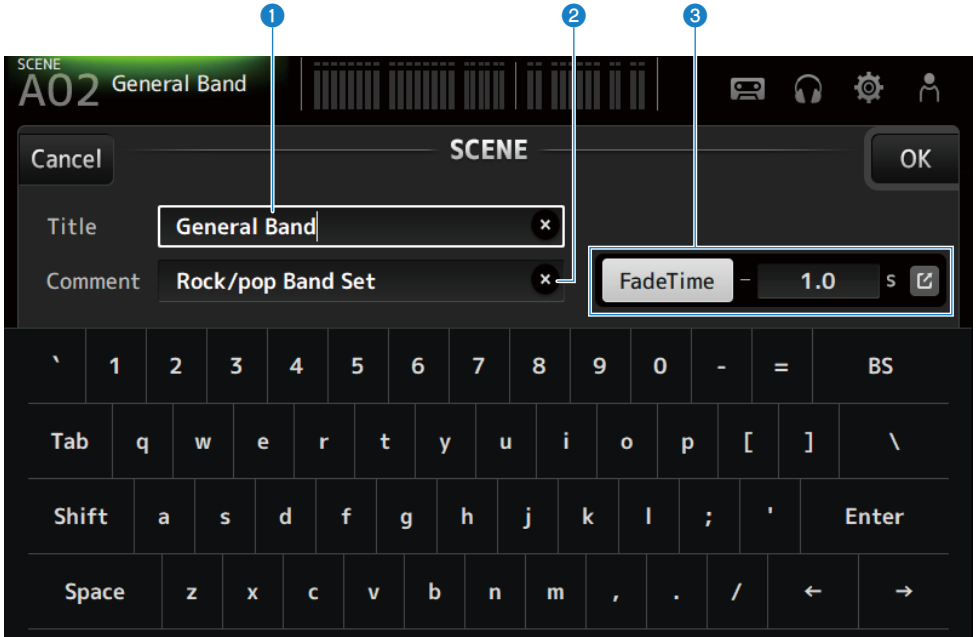 1 2 3
SCENE
A02 General Band
Cancel SCENE OK
Title General Band ×
Comment Rock/pop Band Set × FadeTime – 1.0 s
` 1 2 3 4 5 6 7 8 9 0 - = BS
Tab q w e r t y u i o p [ ] \
Shift a s d f g h j k l ; ' Enter
Space z x c v b n m , . / ← →